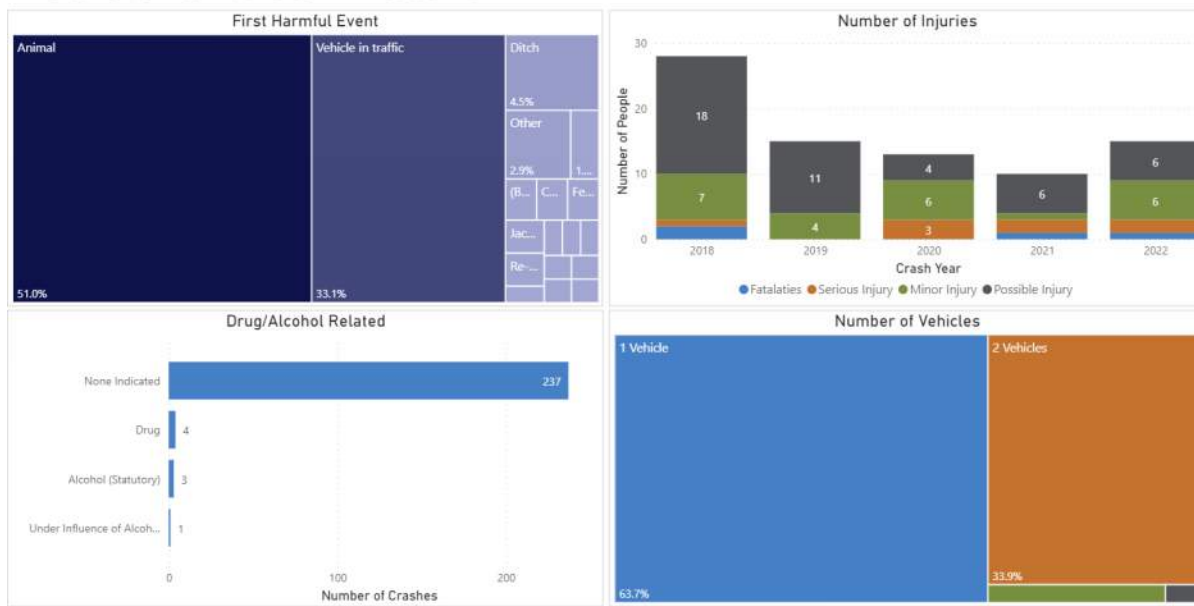 First Harmful Event
Animal
51.0%
Vehicle in traffic
33.1%
Ditch
4.5%
Other
2.9%
1....
(B...
C...
Fe...
Jac...
Re-...
Number of Injuries
Number of People
30
20
10
0
18
7
11
4
4
6
3
6
6
6
2018 2019 2020 2021 2022
Crash Year
Fatalaties Serious Injury Minor Injury Possible Injury
Drug/Alcohol Related
None Indicated 237
Drug 4
Alcohol (Statutory) 3
Under Influence of Alcoh... 1
0 100 200
Number of Crashes
Number of Vehicles
1 Vehicle
63.7%
2 Vehicles
33.9%